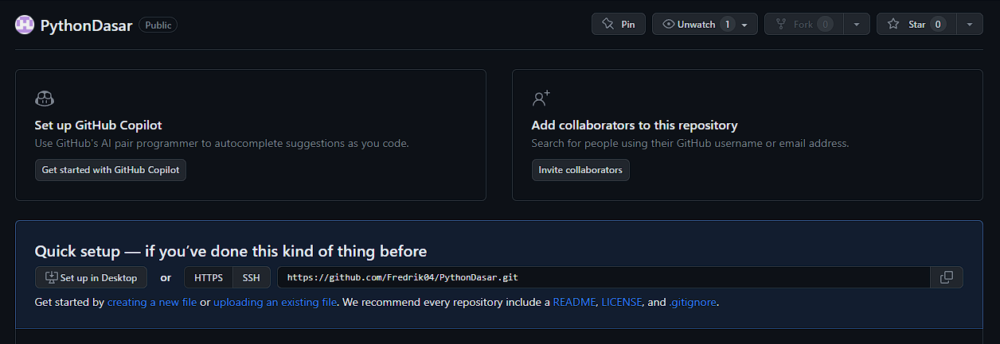 PythonDasar Public Pin Unwatch 1 Fork 0 Star 0
Set up GitHub Copilot
Use GitHub's AI pair programmer to autocomplete suggestions as you code.
Get started with GitHub Copilot
Add collaborators to this repository
Search for people using their GitHub username or email address.
Invite collaborators
Quick setup — if you’ve done this kind of thing before
Set up in Desktop or HTTPS SSH https://github.com/Fredrik04/PythonDasar.git
Get started by creating a new file or uploading an existing file. We recommend every repository include a README, LICENSE, and .gitignore.